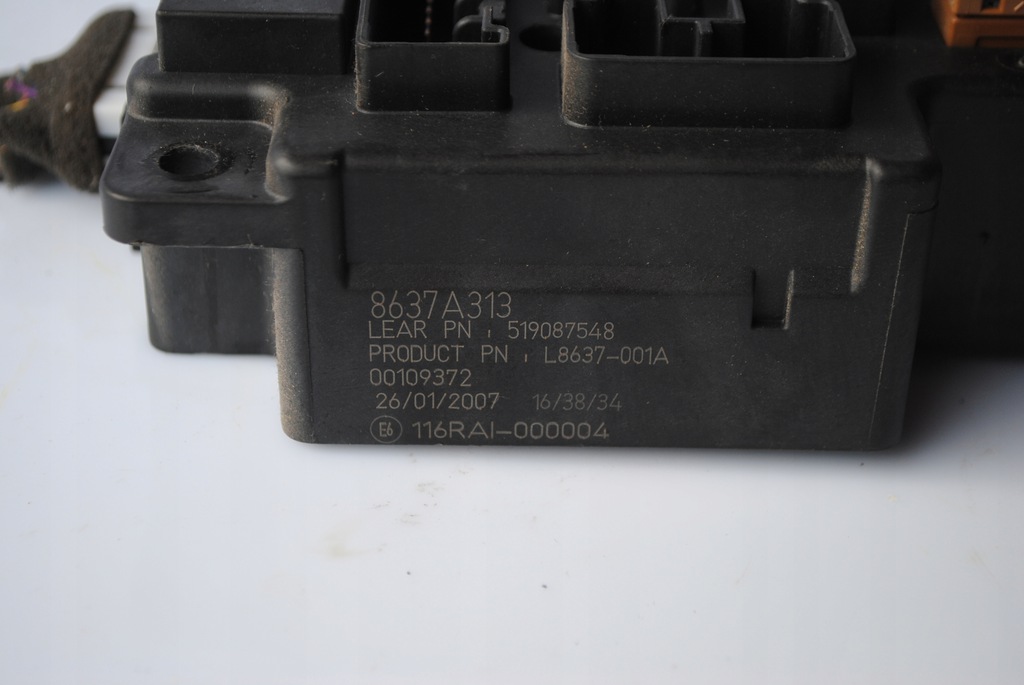 8637A313
LEAR PN : 519087548
PRODUCT PN : L8637-001A
00109372
26/01/2007 16/38/34
E6 116RAI-000004